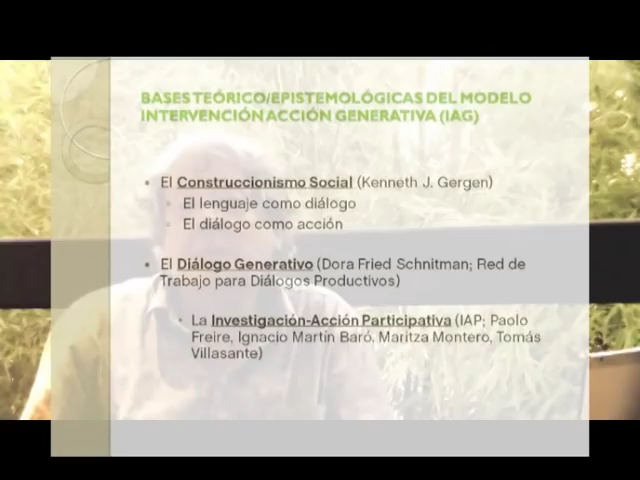 BASES TEÓRICO/EPISTEMOLÓGICAS DEL MODELO
INTERVENCIÓN ACCIÓN GENERATIVA (IAG)
• El Construccionismo Social (Kenneth J. Gergen)
◦ El lenguaje como diálogo
◦ El diálogo como acción
• El Diálogo Generativo (Dora Fried Schnitman; Red de
Trabajo para Diálogos Productivos)
• La Investigación-Acción Participativa (IAP; Paolo
Freire, Ignacio Martín Baró, Maritza Montero, Tomás
Villasante)